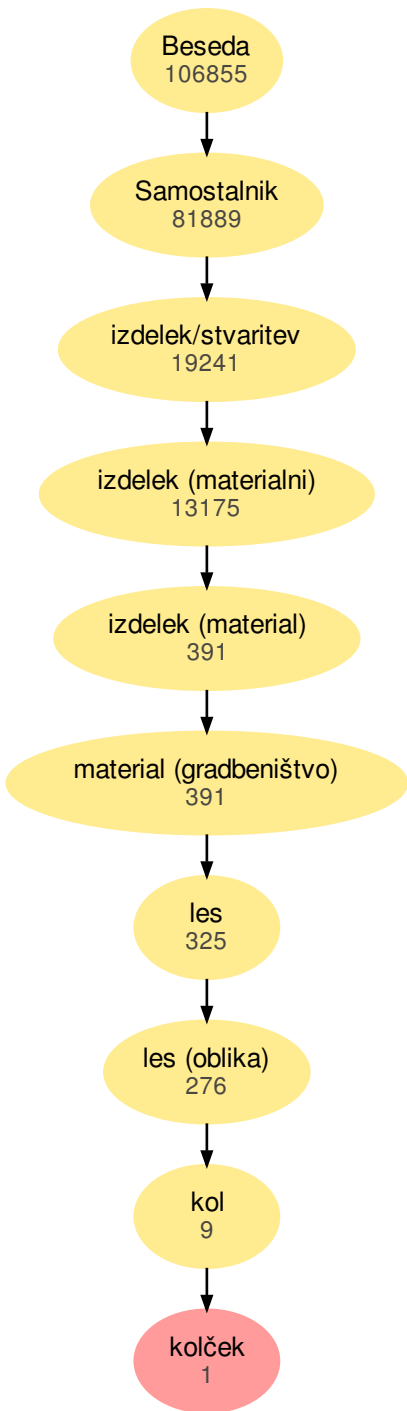 Beseda
106855
Samostalnik
81889
izdelek/stvaritev
19241
izdelek (materialni)
13175
izdelek (material)
391
material (gradbeništvo)
391
les
325
les (oblika)
276
kol
9
kolček
1